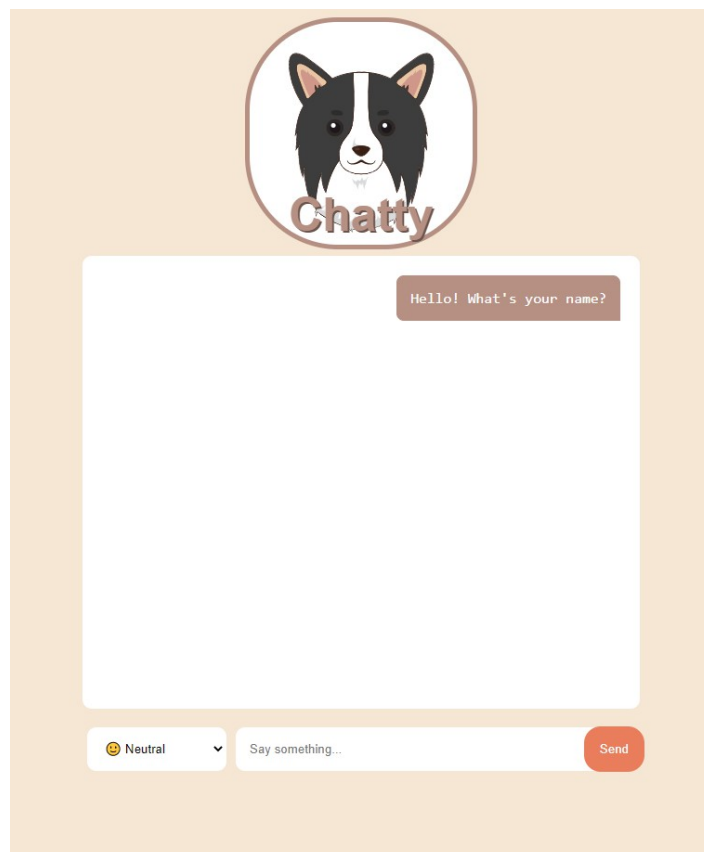 Chatty
Hello! What's your name?
🙂 Neutral
Say something...
Send